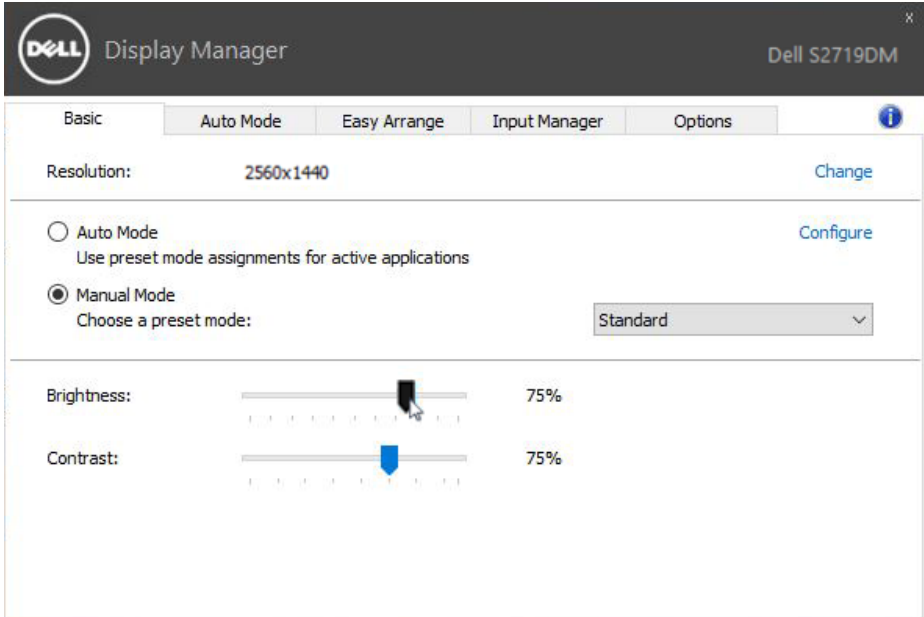 x
DELL Display Manager Dell S2719DM
Basic Auto Mode Easy Arrange Input Manager Options i
Resolution: 2560x1440 Change
Auto Mode Configure
Use preset mode assignments for active applications
Manual Mode
Choose a preset mode: Standard
Brightness: 75%
Contrast: 75%